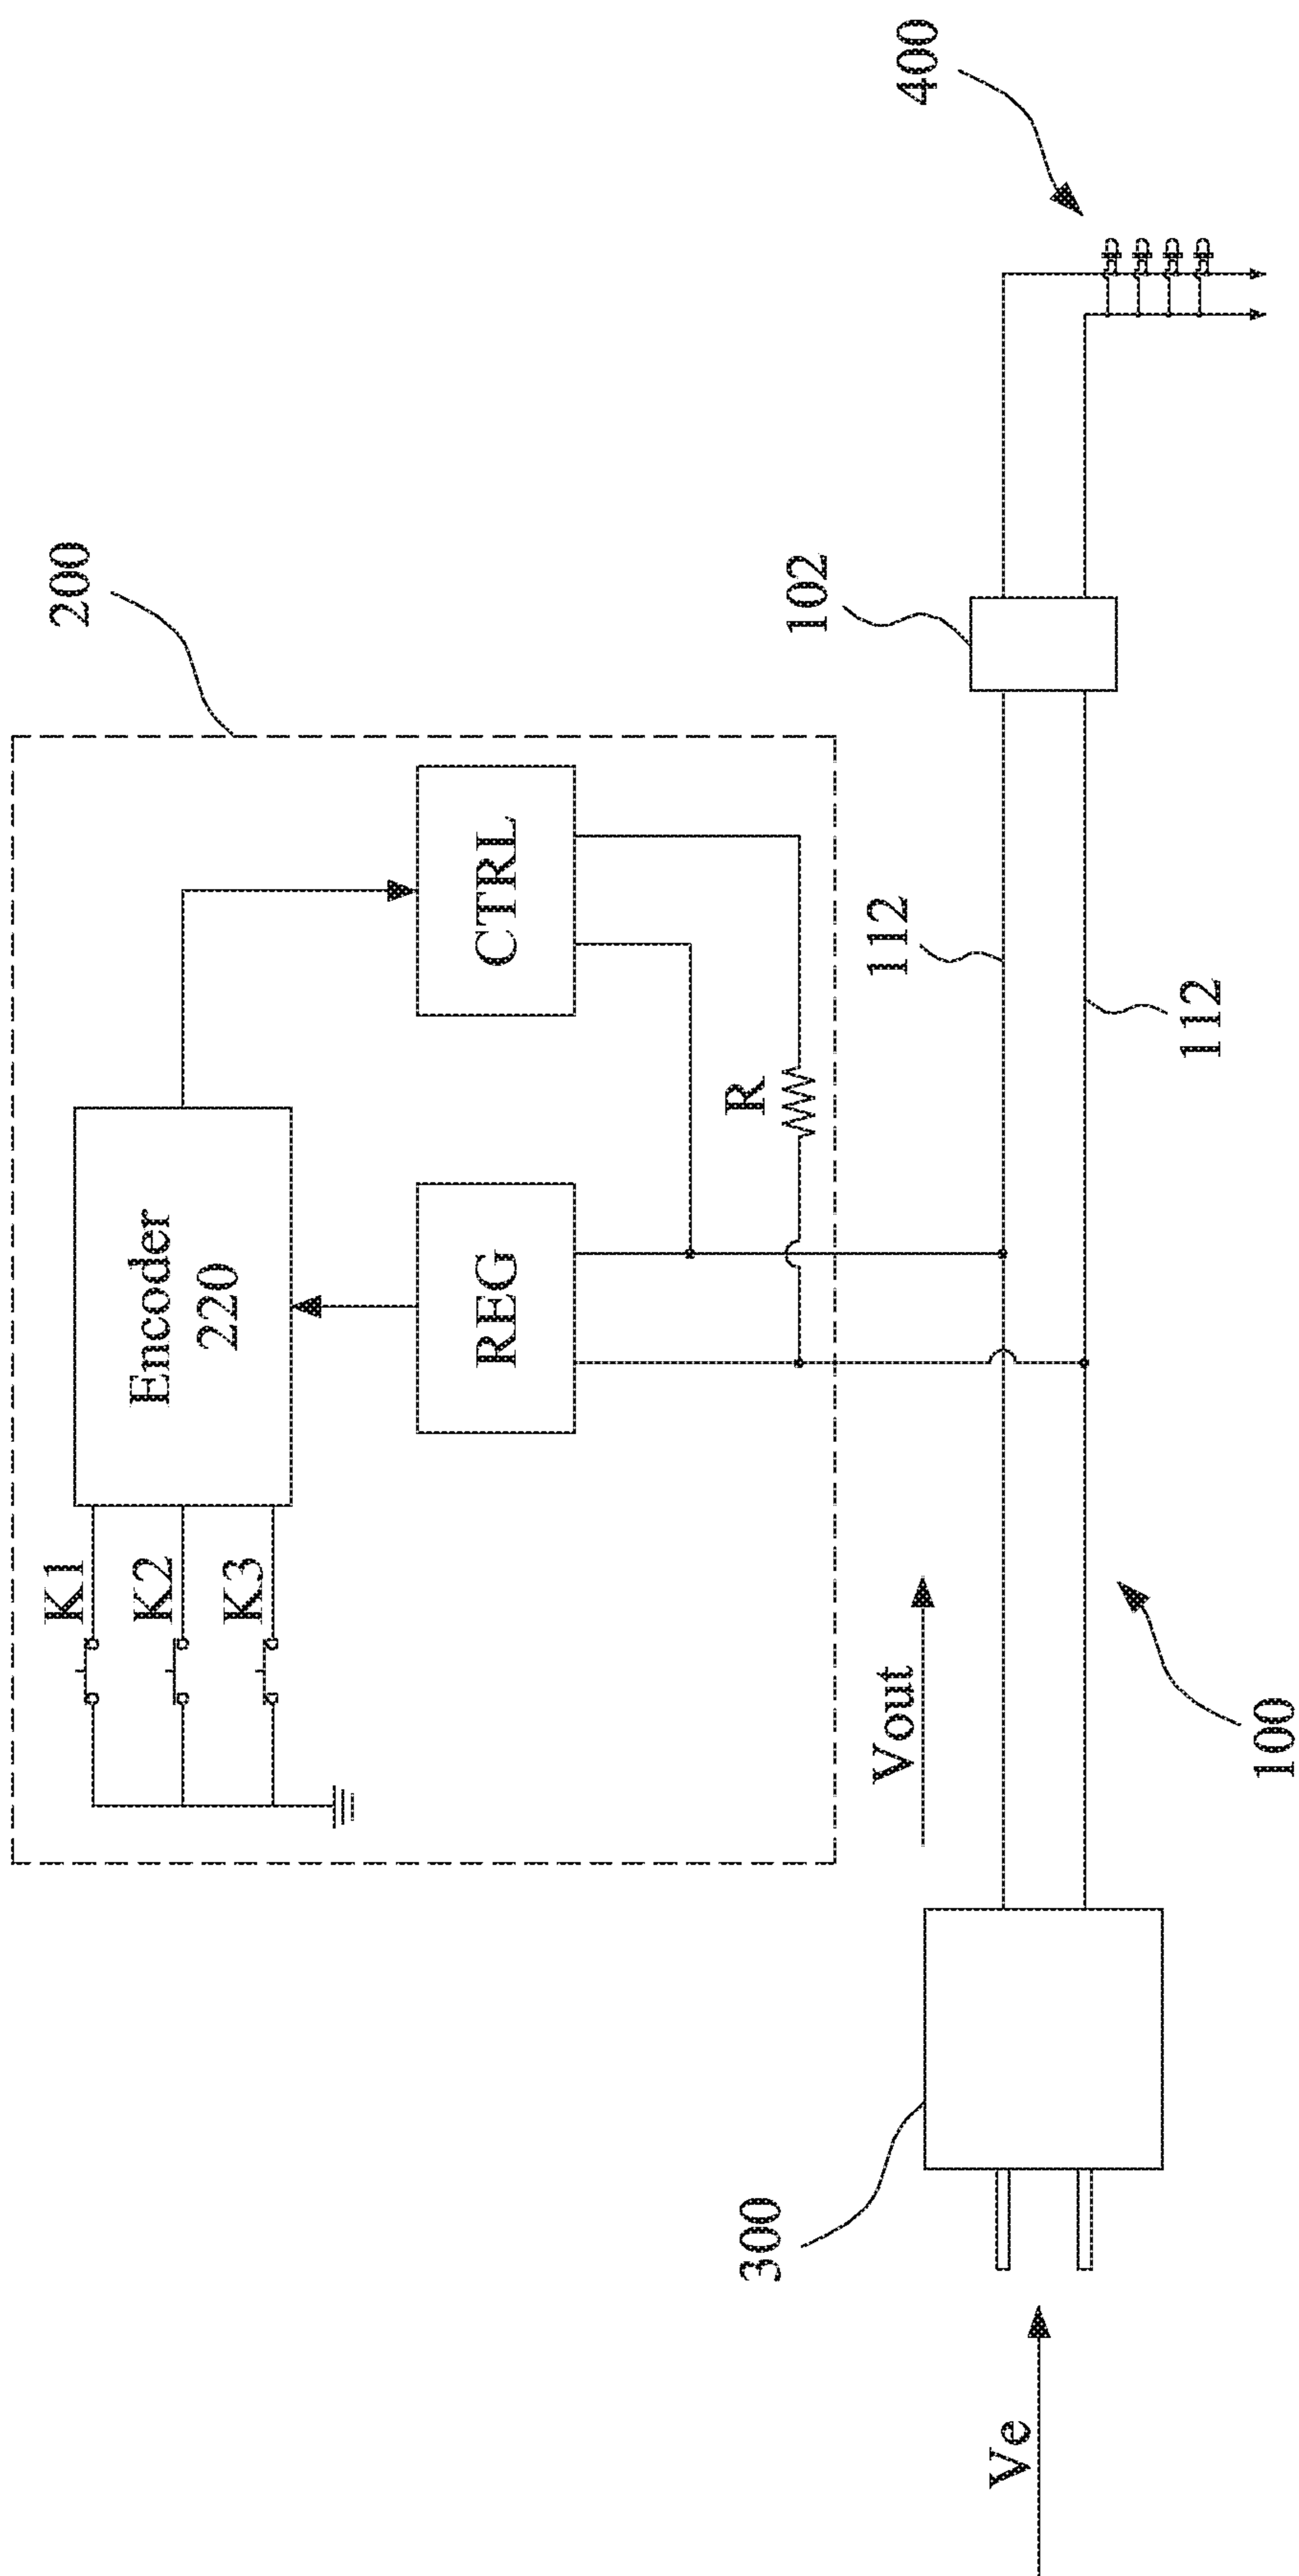 K1
K2
K3
Encoder
220
REG
CTRL
R
200
Ve
300
Vout
100
112
112
102
400